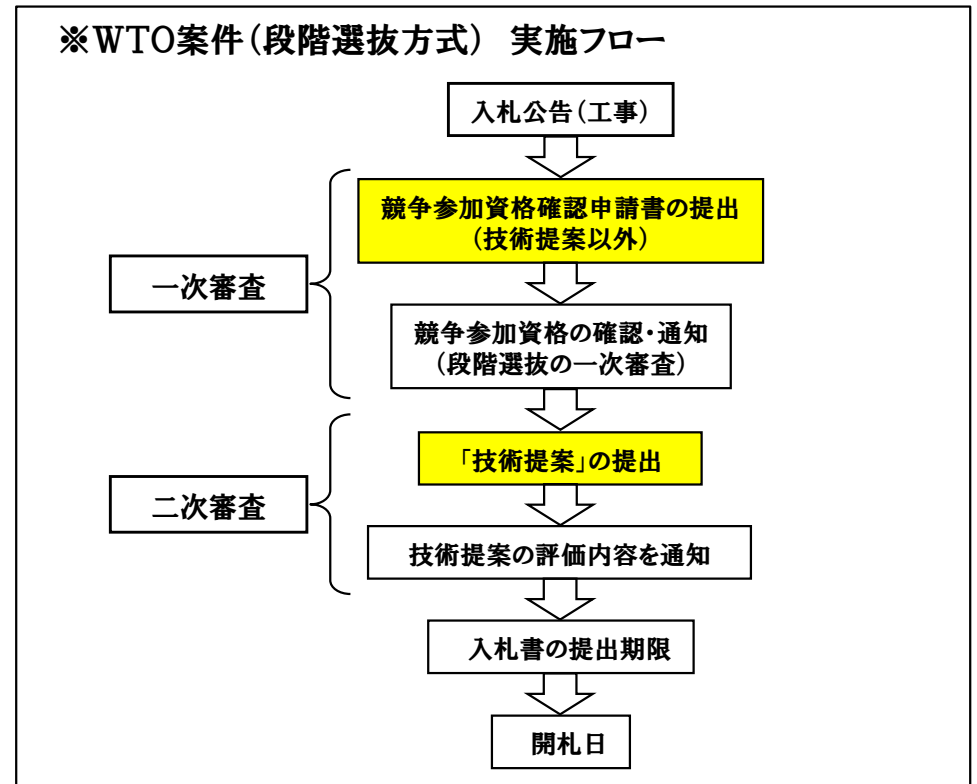 ※WTO案件(段階選抜方式) 実施フロー
入札公告(工事)
一次審査
競争参加資格確認申請書の提出
(技術提案以外)
競争参加資格の確認・通知
(段階選抜の一次審査)
二次審査
「技術提案」の提出
技術提案の評価内容を通知
入札書の提出期限
開札日